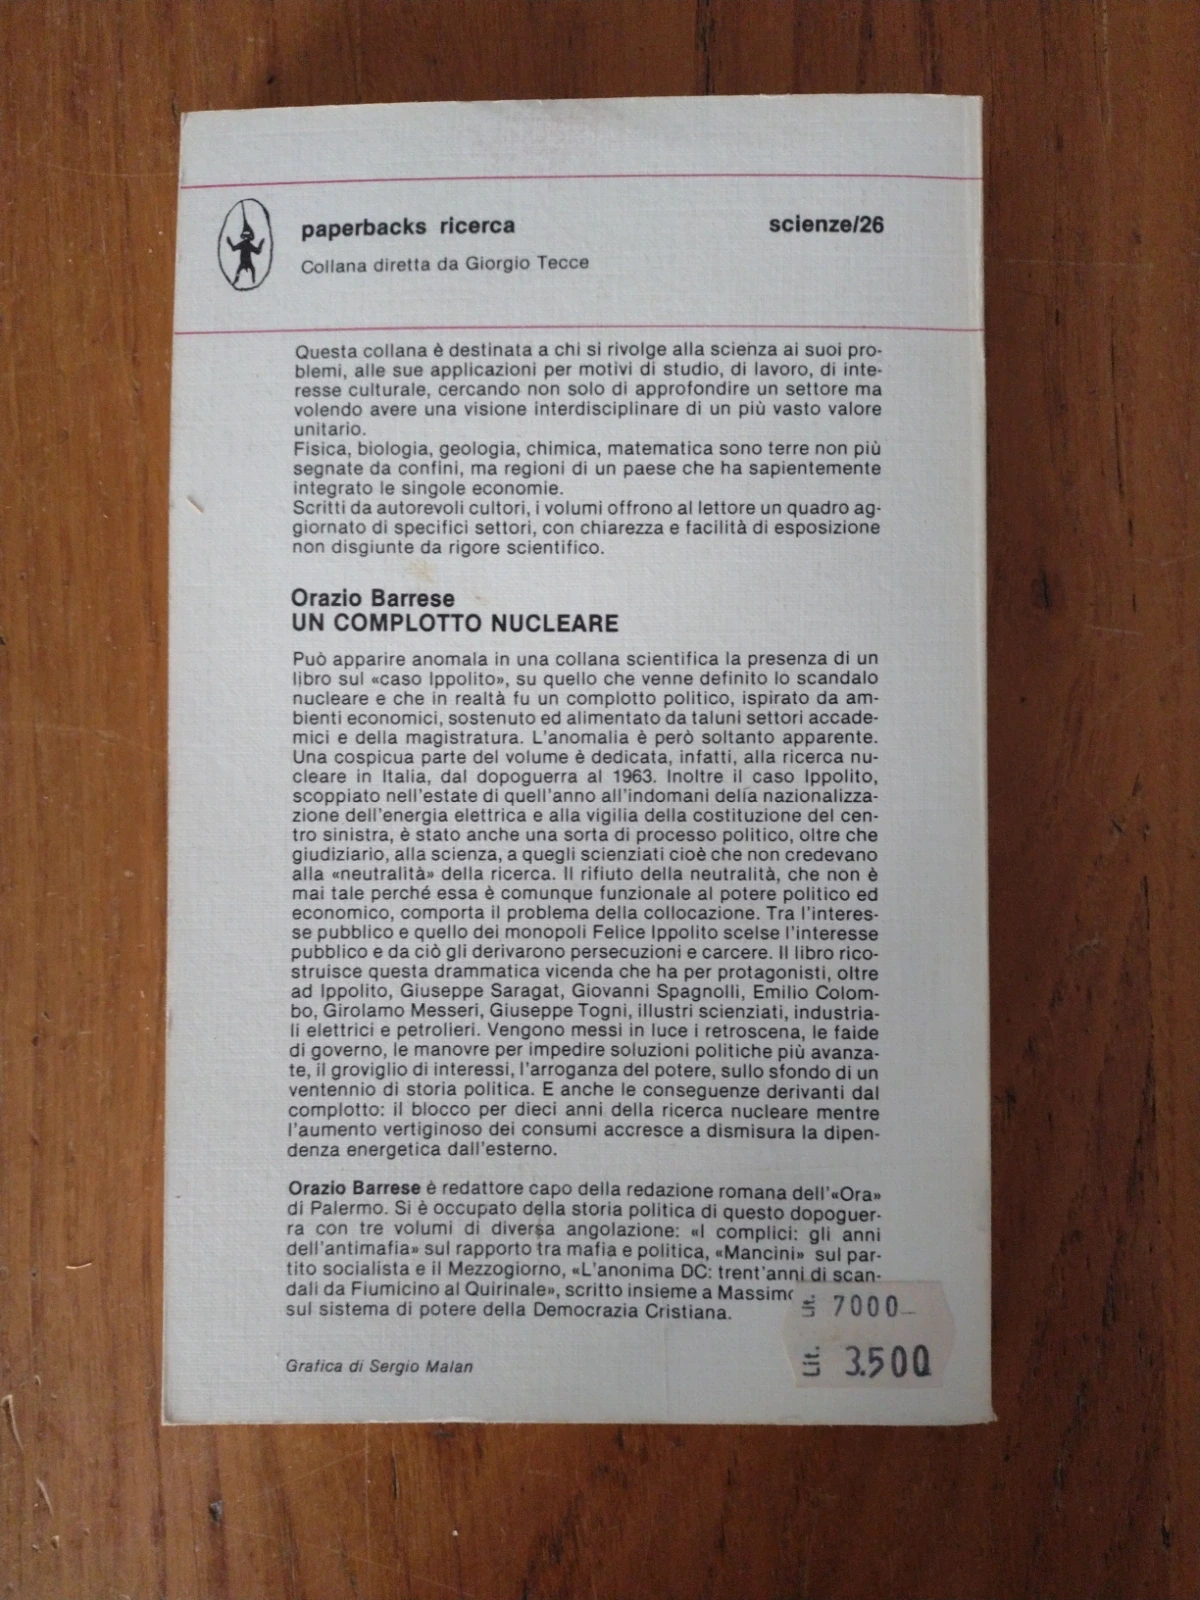 paperbacks ricerca scienze/26
Collana diretta da Giorgio Tecce
Questa collana è destinata a chi si rivolge alla scienza ai suoi pro-
blemi, alle sue applicazioni per motivi di studio, di lavoro, di inte-
resse culturale, cercando non solo di approfondire un settore ma
volendo avere una visione interdisciplinare di un più vasto valore
unitario.
Fisica, biologia, geologia, chimica, matematica sono terre non più
segnate da confini, ma regioni di un paese che ha sapientemente
integrato le singole economie.
Scritti da autorevoli cultori, i volumi offrono al lettore un quadro ag-
giornato di specifici settori, con chiarezza e facilità di esposizione
non disgiunte da rigore scientifico.
Orazio Barrese
UN COMPLOTTO NUCLEARE
Può apparire anomala in una collana scientifica la presenza di un
libro sul «caso Ippolito», su quello che venne definito lo scandalo
nucleare e che in realtà fu un complotto politico, ispirato da am-
bienti economici, sostenuto ed alimentato da taluni settori accade-
mici e della magistratura. L'anomalia è però soltanto apparente.
Una cospicua parte del volume è dedicata, infatti, alla ricerca nu-
cleare in Italia, dal dopoguerra al 1963. Inoltre il caso Ippolito,
scoppiato nell'estate di quell'anno all'indomani della nazionalizza-
zione dell'energia elettrica e alla vigilia della costituzione del cen-
tro sinistra, è stato anche una sorta di processo politico, oltre che
giudiziario, alla scienza, a quegli scienziati cioè che non credevano
alla «neutralità» della ricerca. Il rifiuto della neutralità, che non è
mai tale perché essa è comunque funzionale al potere politico ed
economico, comporta il problema della collocazione. Tra l'interes-
se pubblico e quello dei monopoli Felice Ippolito scelse l'interesse
pubblico e da ciò gli derivarono persecuzioni e carcere. Il libro rico-
struisce questa drammatica vicenda che ha per protagonisti, oltre
ad Ippolito, Giuseppe Saragat, Giovanni Spagnolli, Emilio Colom-
bo, Girolamo Messeri, Giuseppe Togni, illustri scienziati, industria-
li elettrici e petrolieri. Vengono messi in luce i retroscena, le faide
di governo, le manovre per impedire soluzioni politiche più avanza-
te, il groviglio di interessi, l'arroganza del potere, sullo sfondo di un
ventennio di storia politica. E anche le conseguenze derivanti dal
complotto: il blocco per dieci anni della ricerca nucleare mentre
l'aumento vertiginoso dei consumi accresce a dismisura la dipen-
denza energetica dall'esterno.
Orazio Barrese è redattore capo della redazione romana dell'«Ora»
di Palermo. Si è occupato della storia politica di questo dopoguer-
ra con tre volumi di diversa angolazione: «I complici: gli anni
dell'antimafia» sul rapporto tra mafia e politica, «Mancini» sul par-
tito socialista e il Mezzogiorno, «L'anonima DC: trent'anni di scan-
dali da Fiumicino al Quirinale», scritto insieme a Massimo
sul sistema di potere della Democrazia Cristiana.
Lit. 7000
Lit. 3.500
Grafica di Sergio Malan